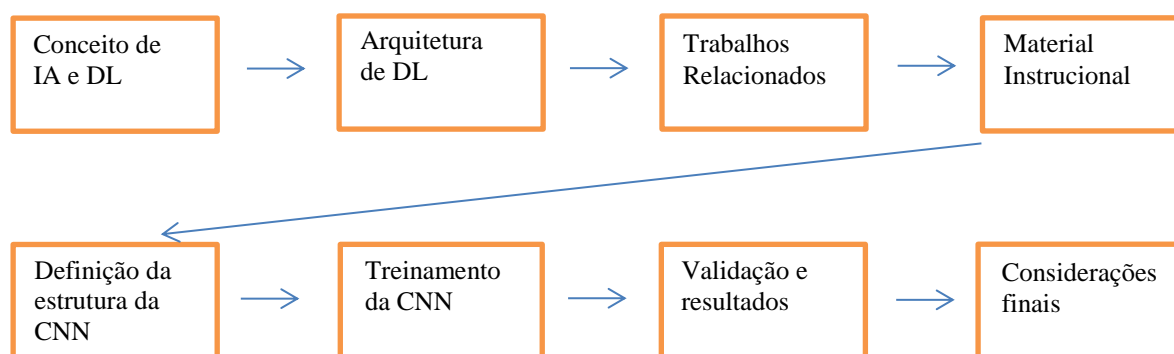 Conceito de
IA e DL
Arquitetura
de DL
Trabalhos
Relacionados
Material
Instrucional
Definição da
estrutura da
CNN
Treinamento
da CNN
Validação e
resultados
Considerações
finais